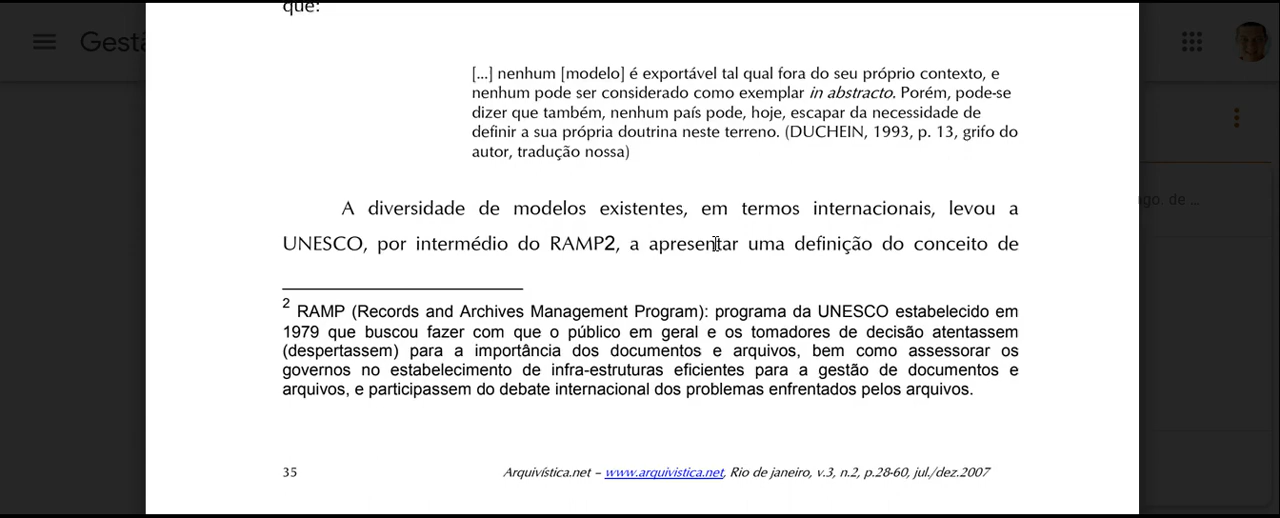 que:
Gestã
[...] nenhum [modelo] é exportável tal qual fora do seu próprio contexto, e
nenhum pode ser considerado como exemplar in abstracto. Porém, pode-se
dizer que também, nenhum país pode, hoje, escapar da necessidade de
definir a sua própria doutrina neste terreno. (DUCHEIN, 1993, p. 13, grifo do
autor, tradução nossa)
ago. de ...
A diversidade de modelos existentes, em termos internacionais, levou a
UNESCO, por intermédio do RAMP2, a apresentar uma definição do conceito de
2 RAMP (Records and Archives Management Program): programa da UNESCO estabelecido em
1979 que buscou fazer com que o público em geral e os tomadores de decisão atentassem
(despertassem) para a importância dos documentos e arquivos, bem como assessorar os
governos no estabelecimento de infra-estruturas eficientes para a gestão de documentos e
arquivos, e participassem do debate internacional dos problemas enfrentados pelos arquivos.
35 Arquivística.net – www.arquivistica.net, Rio de janeiro, v.3, n.2, p.28-60, jul./dez.2007